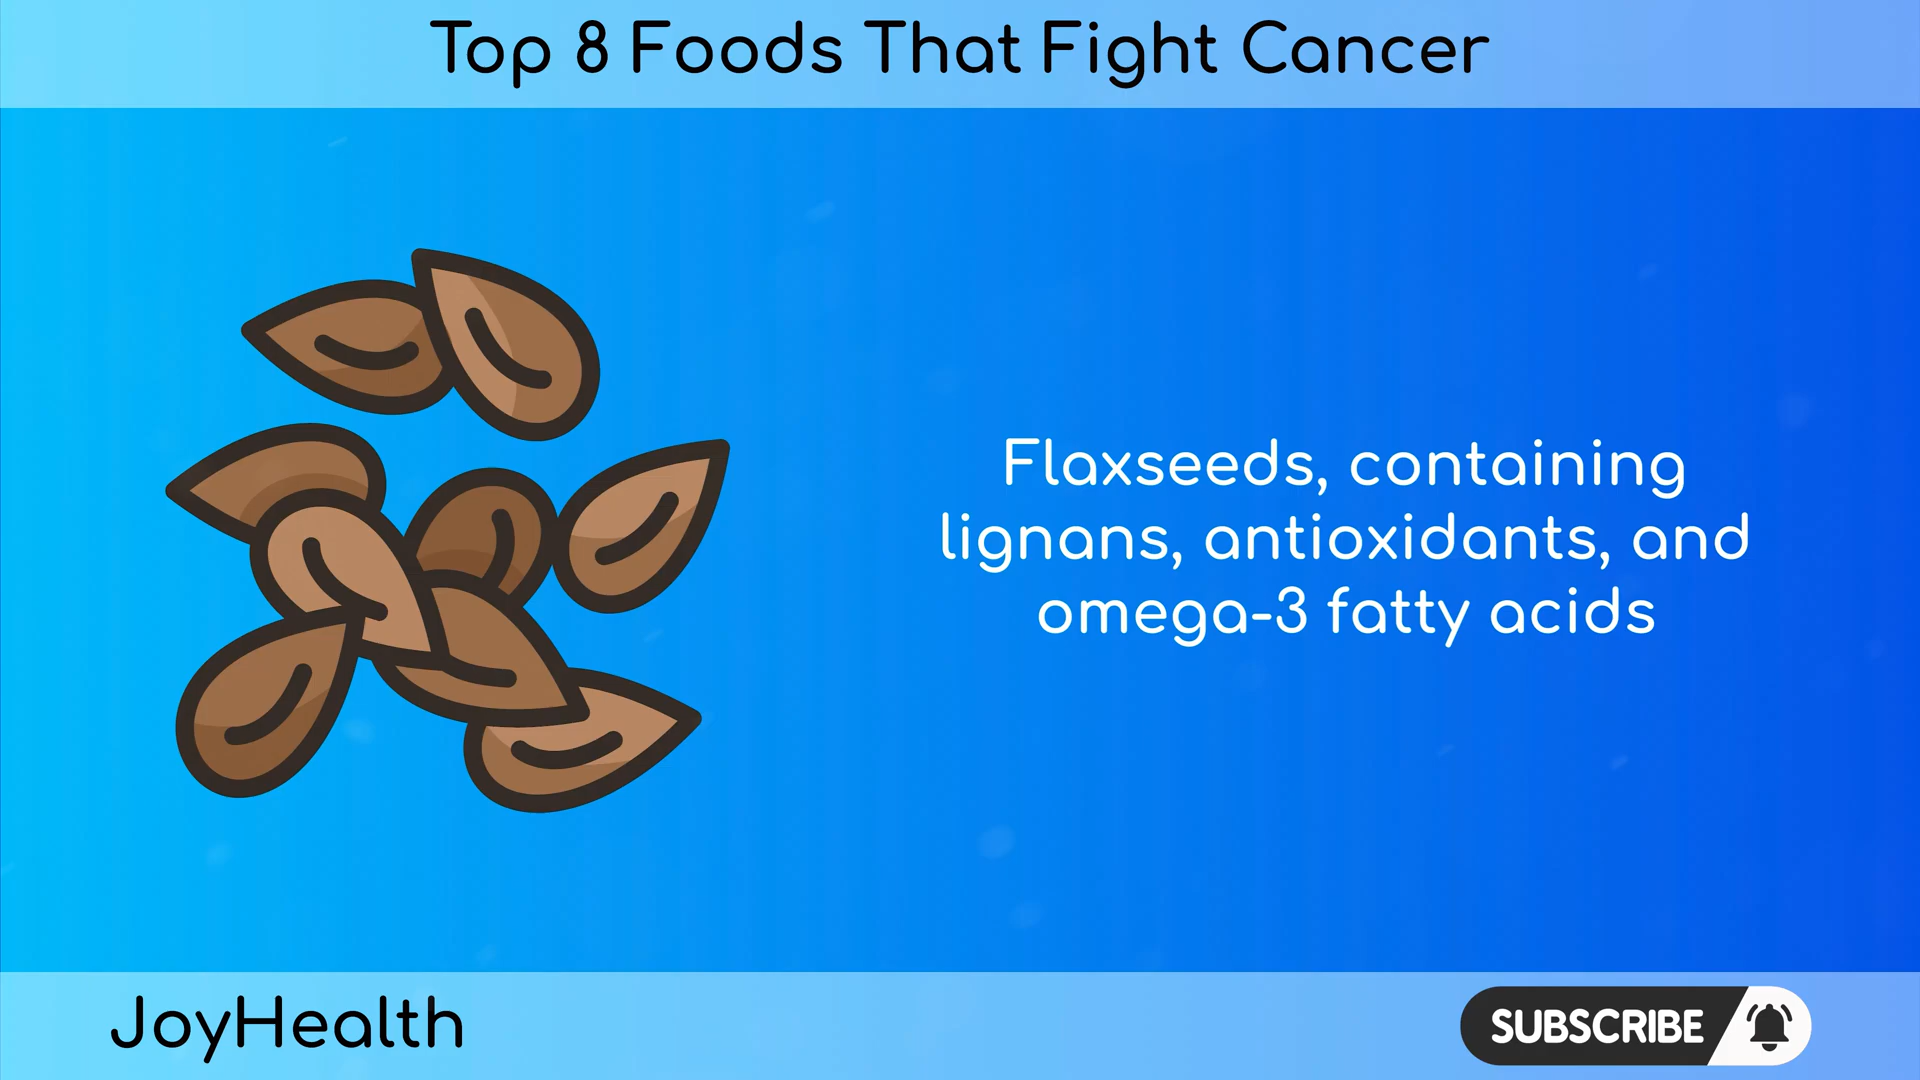 Top 8 Foods That Fight Cancer
Flaxseeds, containing
lignans, antioxidants, and
omega-3 fatty acids
JoyHealth
SUBSCRIBE